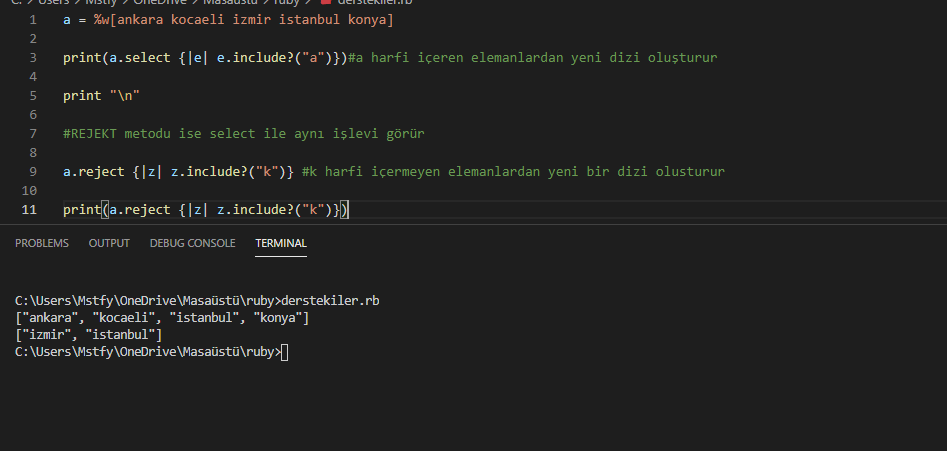 C: > Users > Mstfy > OneDrive > Masaüstü > ruby > derstekiler.rb
1 a = %w[ankara kocaeli izmir istanbul konya]
2
3 print(a.select {|e| e.include?("a")})#a harfi içeren elemanlardan yeni dizi oluşturur
4
5 print "\n"
6
7 #REJEKT metodu ise select ile aynı işlevi görür
8
9 a.reject {|z| z.include?("k")} #k harfi içermeyen elemanlardan yeni bir dizi olusturur
10
11 print(a.reject {|z| z.include?("k")})
PROBLEMS OUTPUT DEBUG CONSOLE TERMINAL
C:\Users\Mstfy\OneDrive\Masaüstü\ruby>derstekiler.rb
["ankara", "kocaeli", "istanbul", "konya"]
["izmir", "istanbul"]
C:\Users\Mstfy\OneDrive\Masaüstü\ruby>